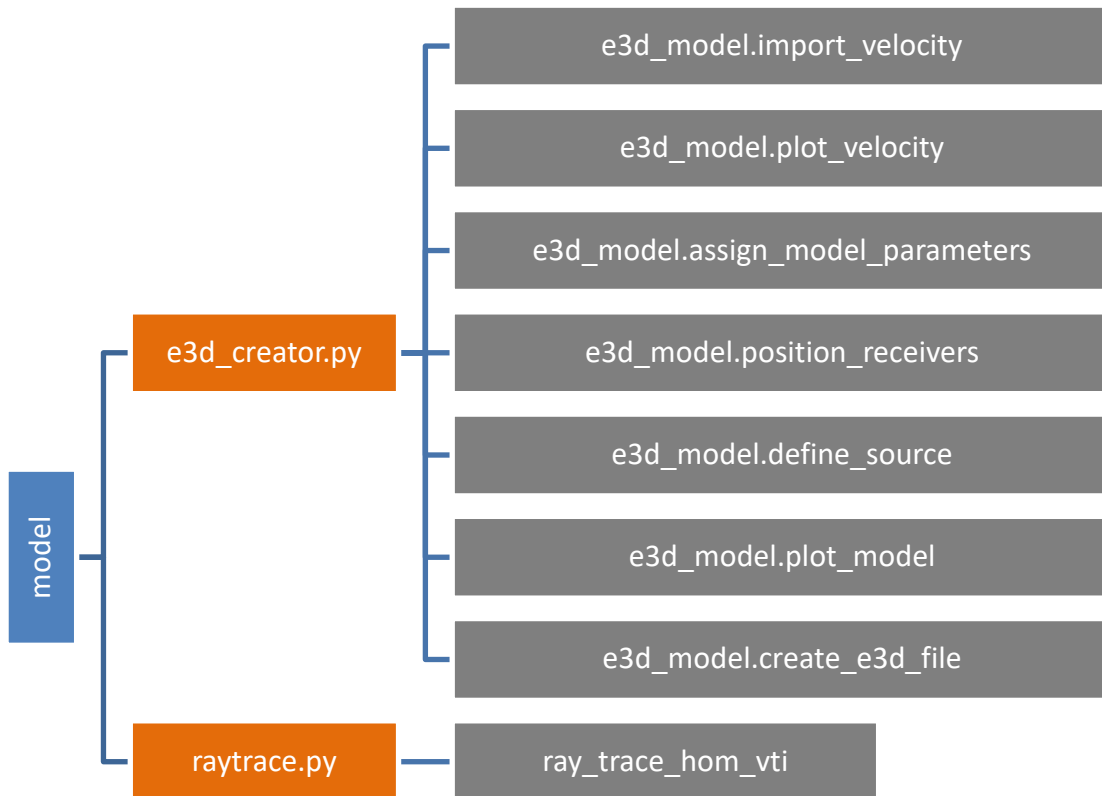 model
e3d_creator.py
e3d_model.import_velocity
e3d_model.plot_velocity
e3d_model.assign_model_parameters
e3d_model.position_receivers
e3d_model.define_source
e3d_model.plot_model
e3d_model.create_e3d_file
raytrace.py
ray_trace_hom_vti